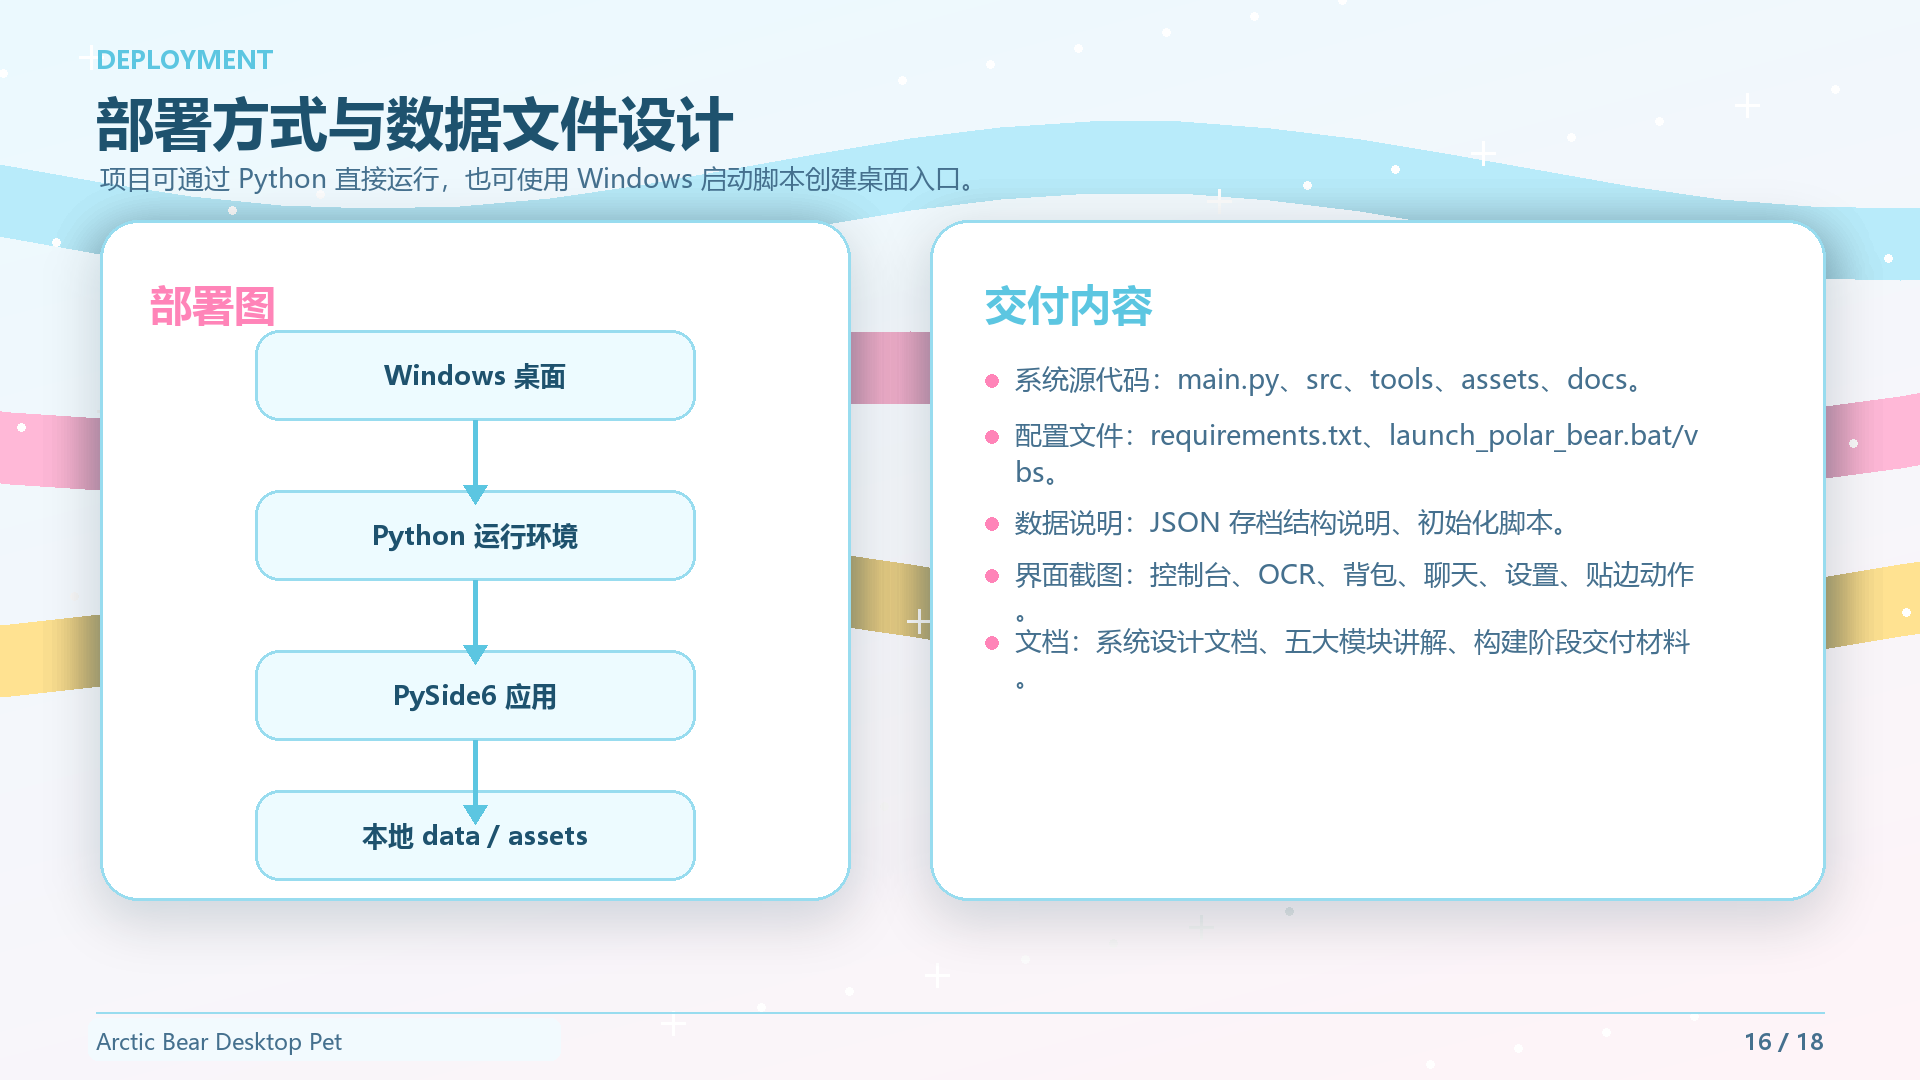 DEPLOYMENT
部署方式与数据文件设计
项目可通过 Python 直接运行，也可使用 Windows 启动脚本创建桌面入口。
部署图
Windows 桌面
Python 运行环境
PySide6 应用
本地 data / assets
交付内容
系统源代码：main.py、src、tools、assets、docs。
配置文件：requirements.txt、launch_polar_bear.bat/v
bs。
数据说明：JSON 存档结构说明、初始化脚本。
界面截图：控制台、OCR、背包、聊天、设置、贴边动作
。
文档：系统设计文档、五大模块讲解、构建阶段交付材料
。
Arctic Bear Desktop Pet
16 / 18